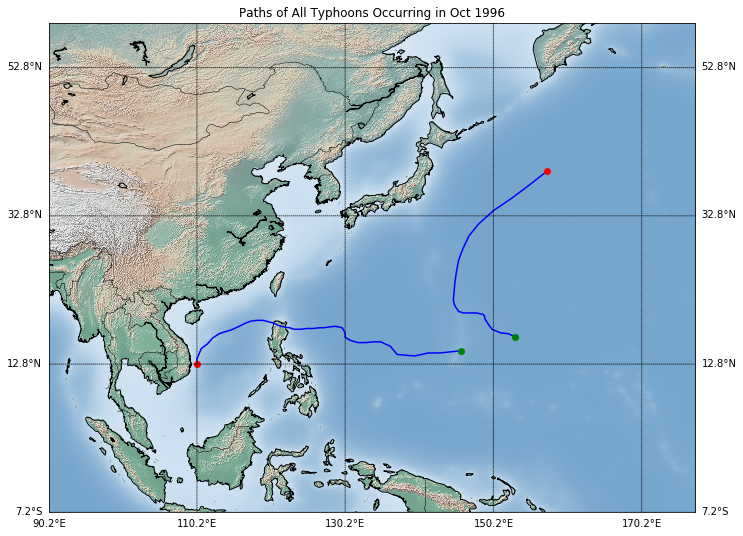 Paths of All Typhoons Occurring in Oct 1996
52.8°N 52.8°N
32.8°N 32.8°N
12.8°N 12.8°N
7.2°S 7.2°S
90.2°E 110.2°E 130.2°E 150.2°E 170.2°E